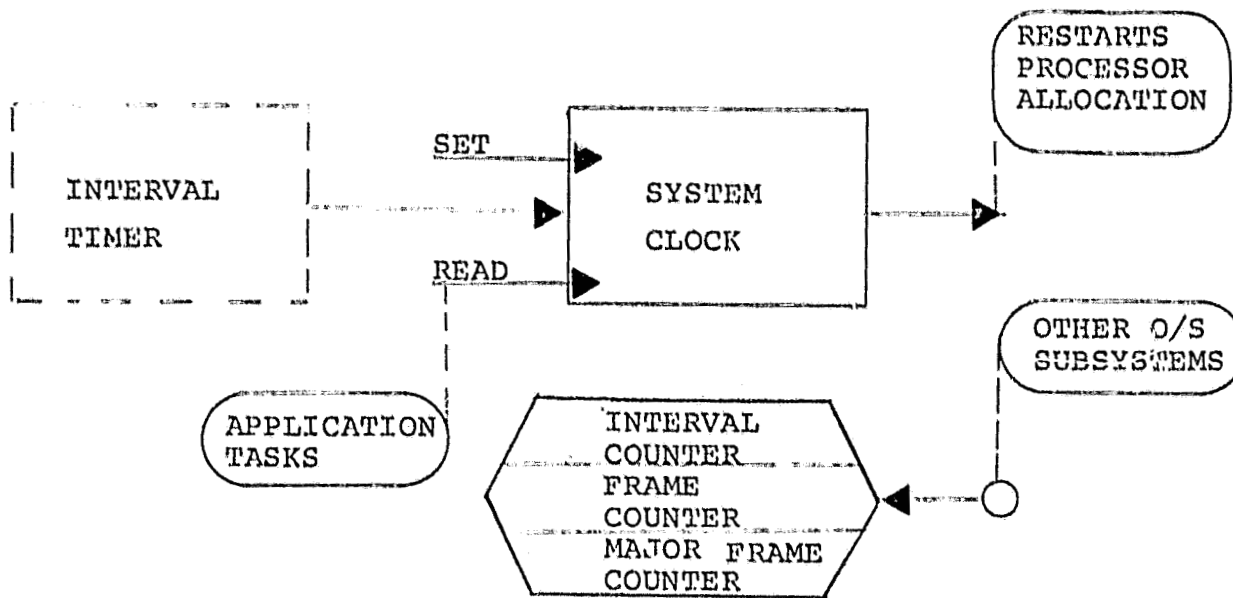 RESTARTS
PROCESSOR
ALLOCATION
SET
INTERVAL
TIMER
SYSTEM
CLOCK
READ
OTHER O/S
SUBSYSTEMS
APPLICATION
TASKS
INTERVAL
COUNTER
FRAME
COUNTER
MAJOR FRAME
COUNTER